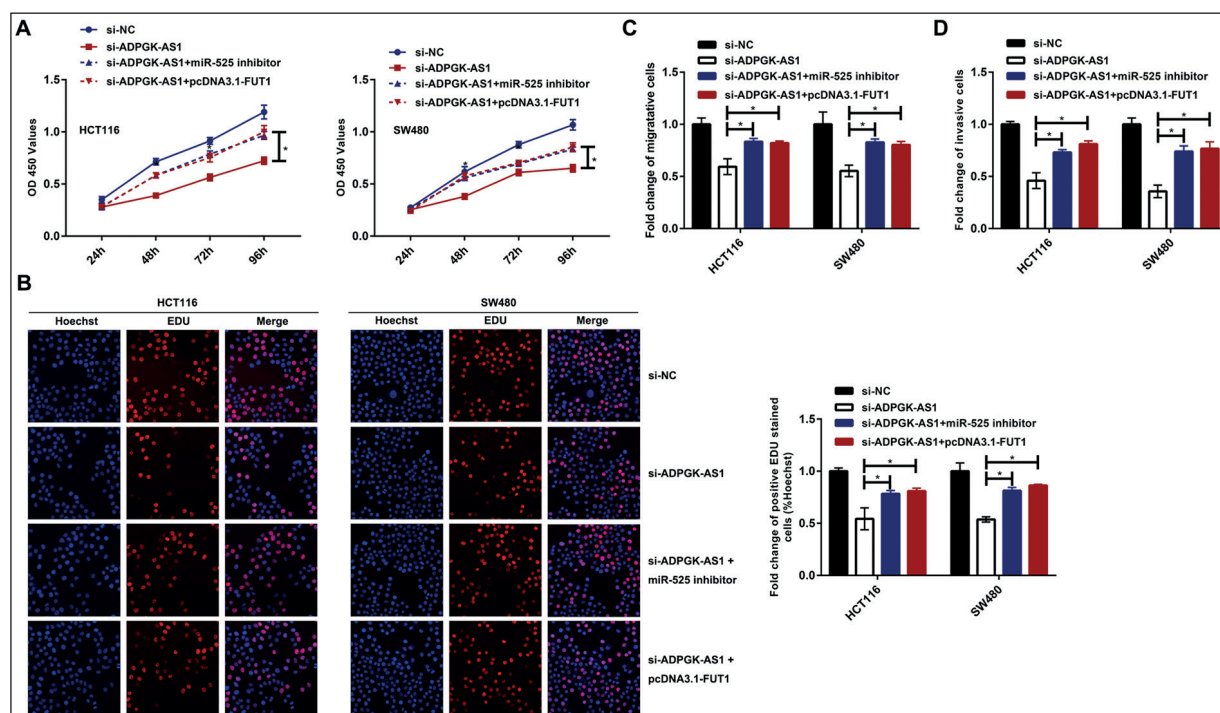 A
si-NC
si-ADPGK-AS1
si-ADPGK-AS1+miR-525 inhibitor
si-ADPGK-AS1+pcDNA3.1-FUT1
OD 450 Values
1.5
1.0
0.5
0.0
HCT116
*
*
24h
48h
72h
96h
si-NC
si-ADPGK-AS1
si-ADPGK-AS1+miR-525 inhibitor
si-ADPGK-AS1+pcDNA3.1-FUT1
OD 450 Values
1.5
1.0
0.5
0.0
SW480
*
*
24h
48h
72h
96h
C
si-NC
si-ADPGK-AS1
si-ADPGK-AS1+miR-525 inhibitor
si-ADPGK-AS1+pcDNA3.1-FUT1
Fold change of migratative cells
1.5
1.0
0.5
0.0
* * * *
HCT116
SW480
D
si-NC
si-ADPGK-AS1
si-ADPGK-AS1+miR-525 inhibitor
si-ADPGK-AS1+pcDNA3.1-FUT1
Fold change of invasive cells
1.5
1.0
0.5
0.0
* * * *
HCT116
SW480
B
HCT116
SW480
Hoechst EDU Merge
Hoechst EDU Merge
si-NC
si-ADPGK-AS1
si-ADPGK-AS1 +
miR-525 inhibitor
si-ADPGK-AS1 +
pcDNA3.1-FUT1
si-NC
si-ADPGK-AS1
si-ADPGK-AS1+miR-525 inhibitor
si-ADPGK-AS1+pcDNA3.1-FUT1
Fold change of positive EDU stained
cells (%Hoechst)
1.5
1.0
0.5
0.0
* * * *
HCT116
SW480